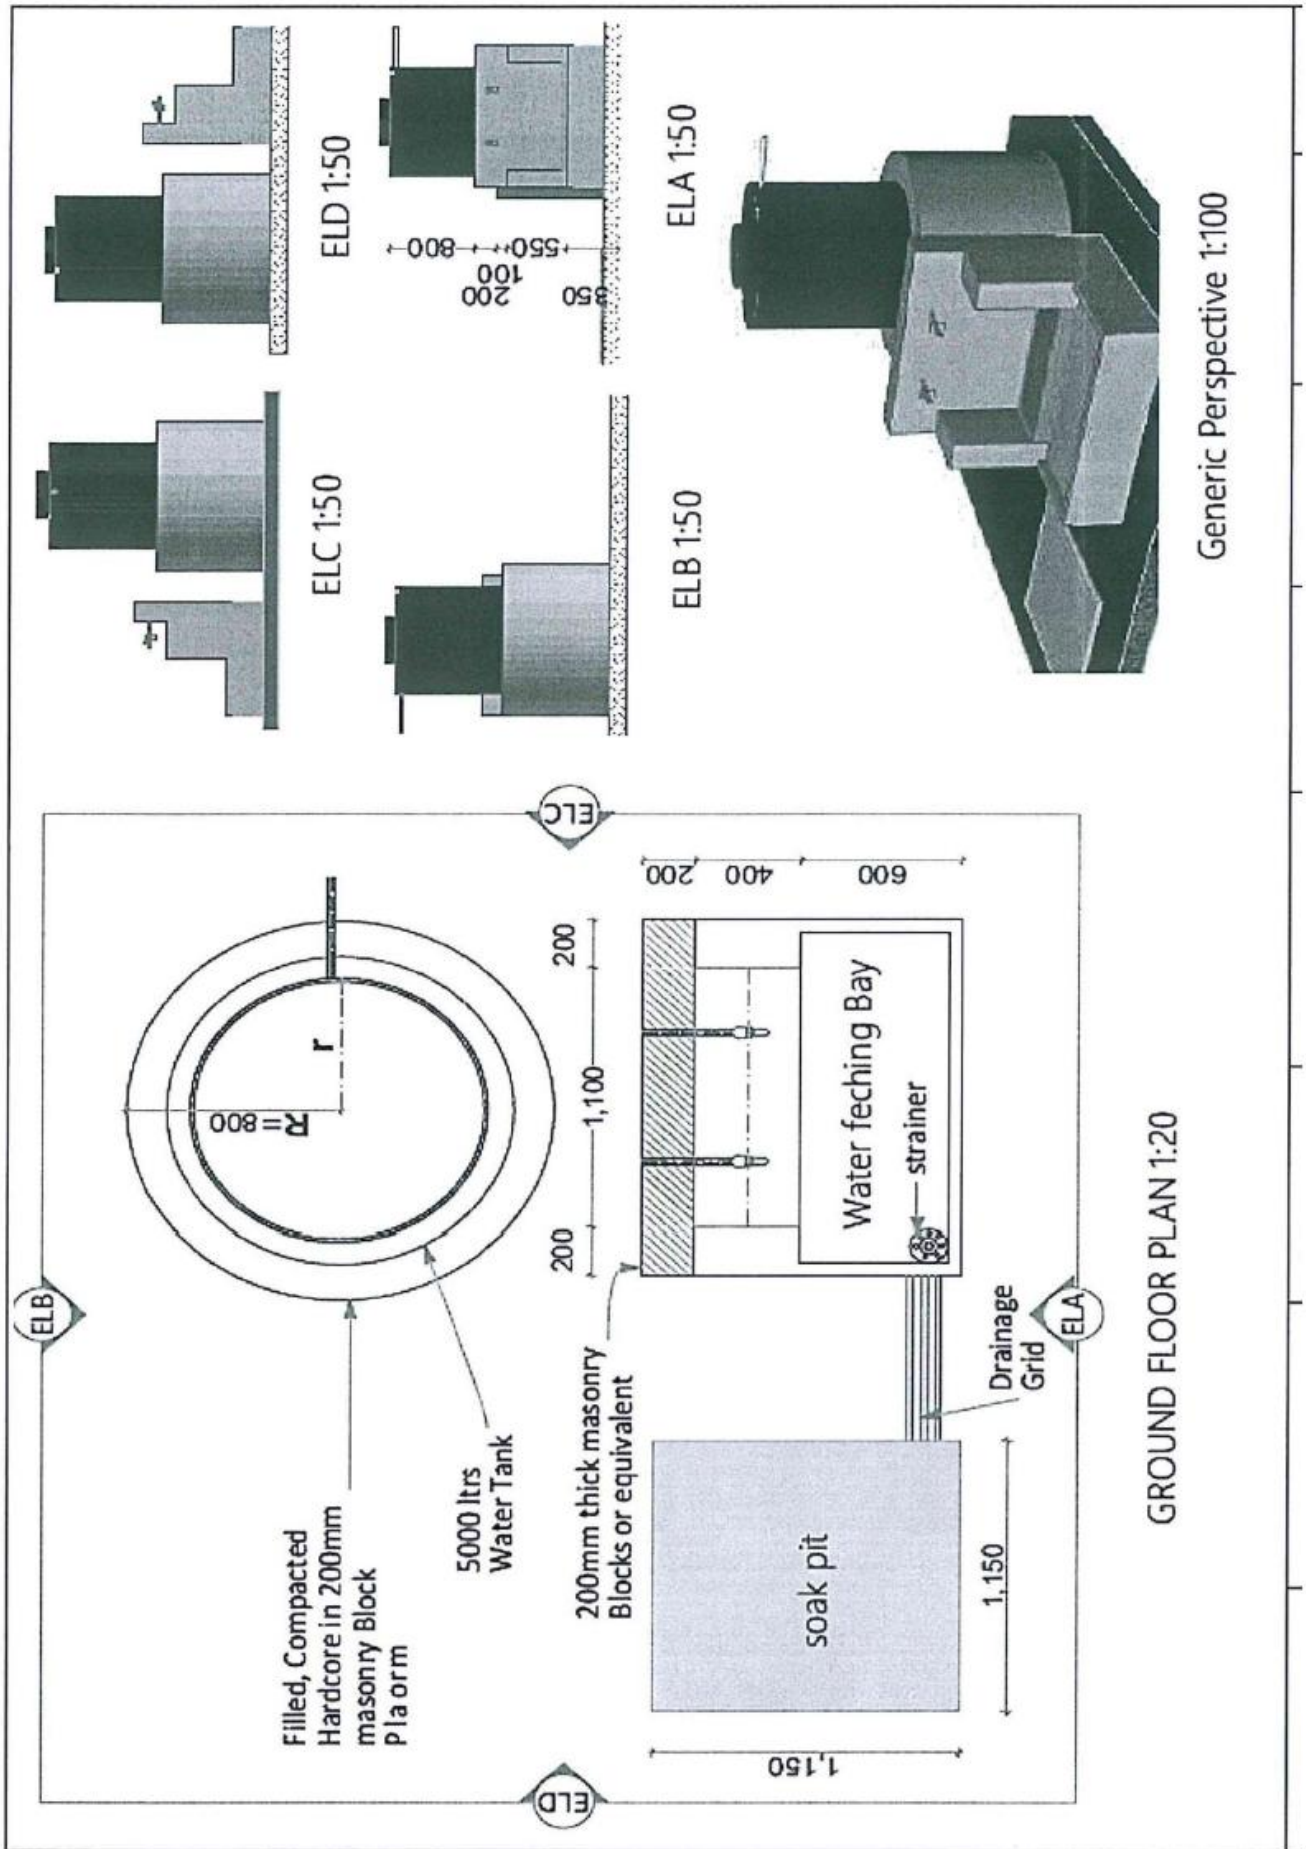 ELB
Filled, Compacted
Hardcore in 200mm
masonry Block
Pla orm
R = 800
r
5000 ltrs
Water Tank
200mm thick masonry
Blocks or equivalent
200
1,100
200
200
400
600
ELD
ELC
1,150
soak pit
1,150
Water feching Bay
strainer
Drainage
Grid
ELA
GROUND FLOOR PLAN 1:20
ELC 1:50
ELD 1:50
800
100
200
550
350
ELB 1:50
ELA 1:50
Generic Perspective 1:100